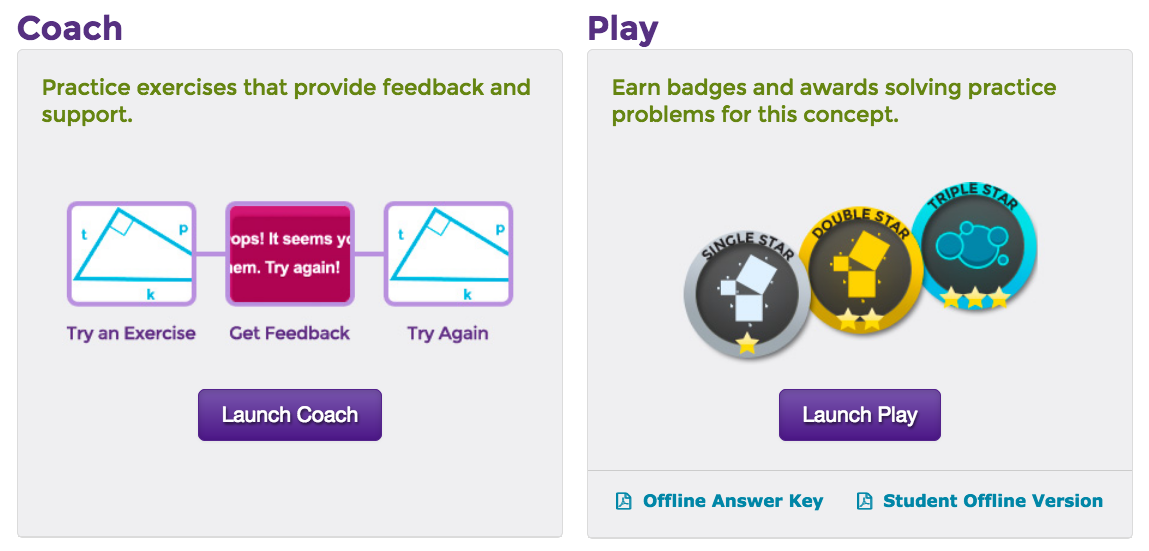 Coach
Practice exercises that provide feedback and
support.
t
p
k
Try an Exercise
ops! It seems
em. Try again!
Get Feedback
t
p
k
Try Again
Launch Coach
Play
Earn badges and awards solving practice
problems for this concept.
SINGLE STAR
DOUBLE STAR
TRIPLE STAR
Launch Play
Offline Answer Key
Student Offline Version